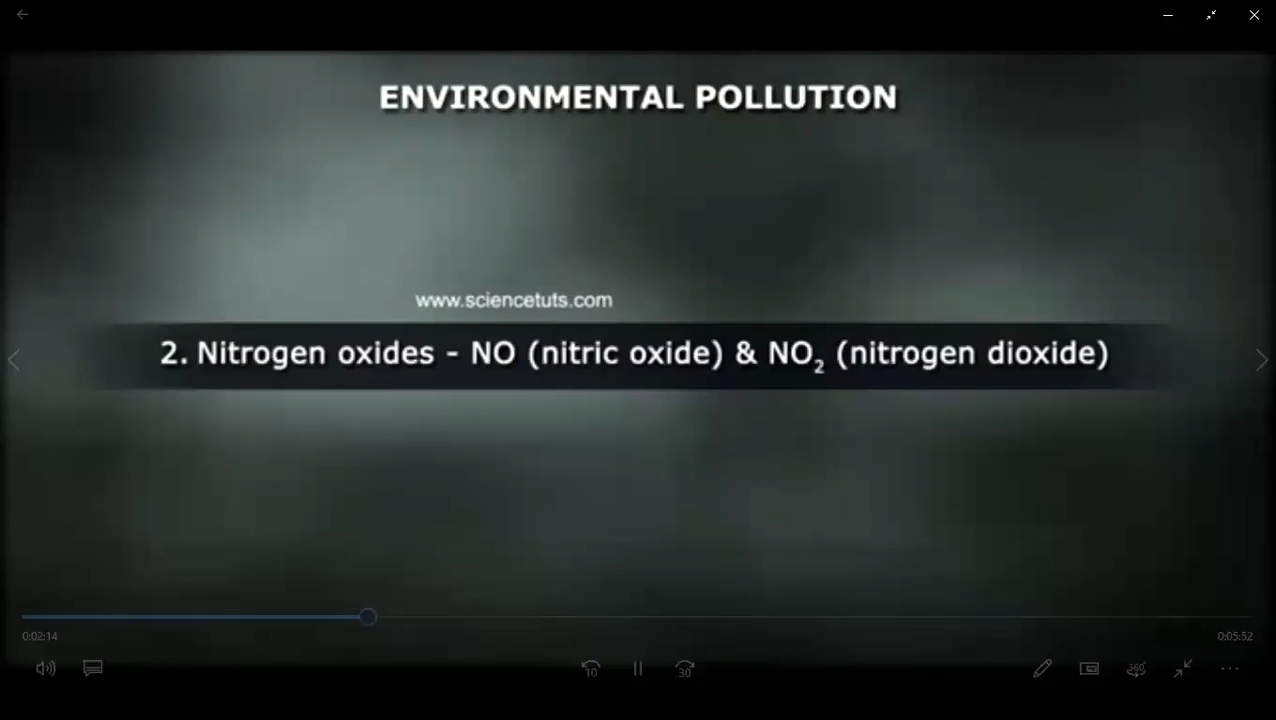 ENVIRONMENTAL POLLUTION
www.sciencetuts.com
2. Nitrogen oxides - NO (nitric oxide) & NO₂ (nitrogen dioxide)
0:02:14
0:05:52
10
30
360°